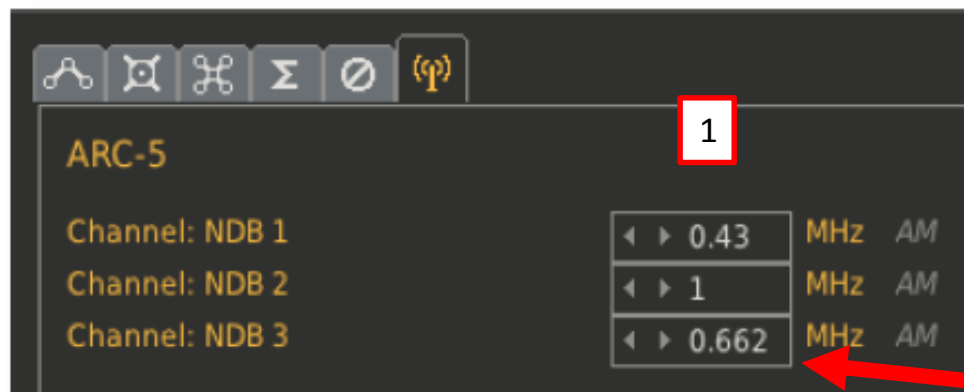 Σ
1
ARC-5
Channel: NDB 1 0.43 MHz AM
Channel: NDB 2 1 MHz AM
Channel: NDB 3 0.662 MHz AM